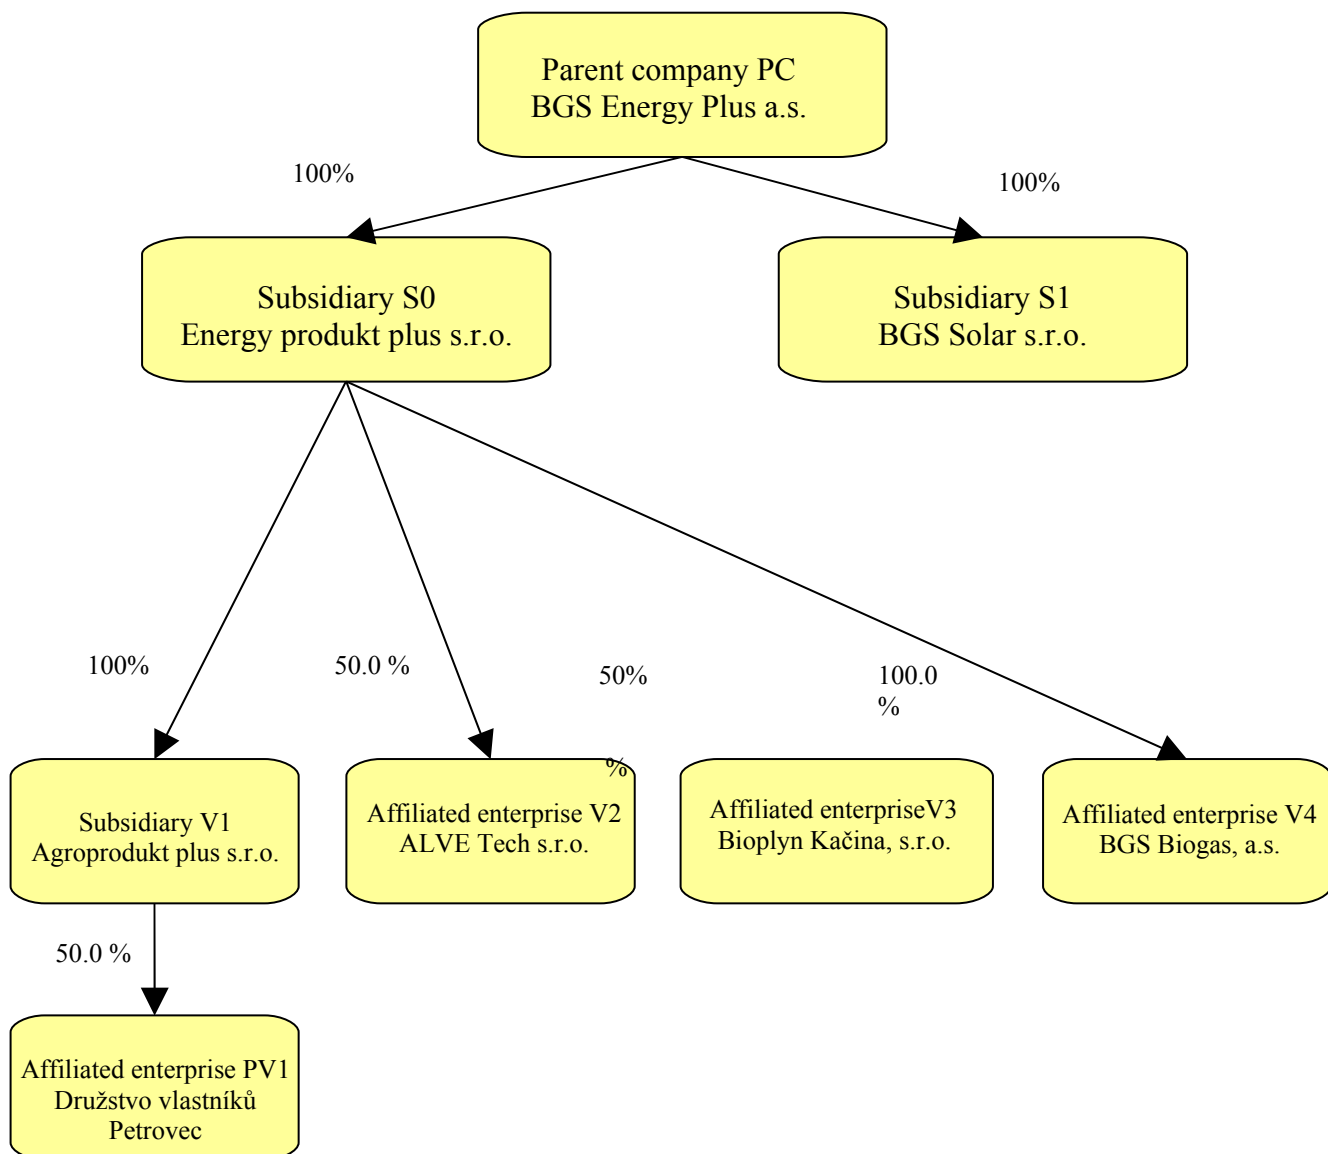 Parent company PC
BGS Energy Plus a.s.
100%
100%
Subsidiary S0
Energy produkt plus s.r.o.
Subsidiary S1
BGS Solar s.r.o.
100%
50.0 %
50%
100.0
%
%
Subsidiary V1
Agroprodukt plus s.r.o.
Affiliated enterprise V2
ALVE Tech s.r.o.
Affiliated enterpriseV3
Bioplyn Kačina, s.r.o.
Affiliated enterprise V4
BGS Biogas, a.s.
50.0 %
Affiliated enterprise PV1
Družstvo vlastníků
Petrovec